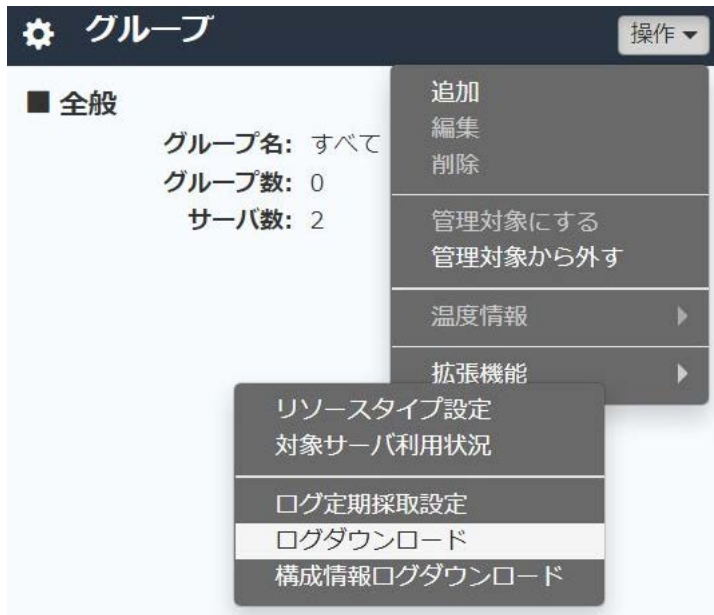 グループ
操作
■ 全般
グループ名: すべて
グループ数: 0
サーバ数: 2
追加
編集
削除
管理対象にする
管理対象から外す
温度情報
拡張機能
リソースタイプ設定
対象サーバ利用状況
ログ定期採取設定
ログダウンロード
構成情報ログダウンロード